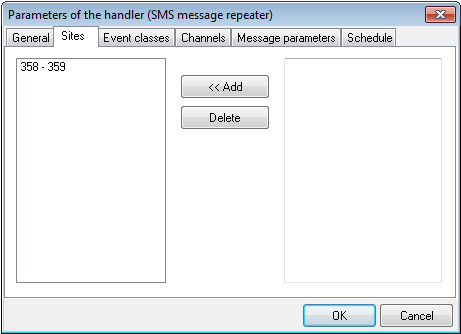 Parameters of the handler (SMS message repeater)
General Sites Event classes Channels Message parameters Schedule
358 - 359
<< Add
Delete
OK Cancel